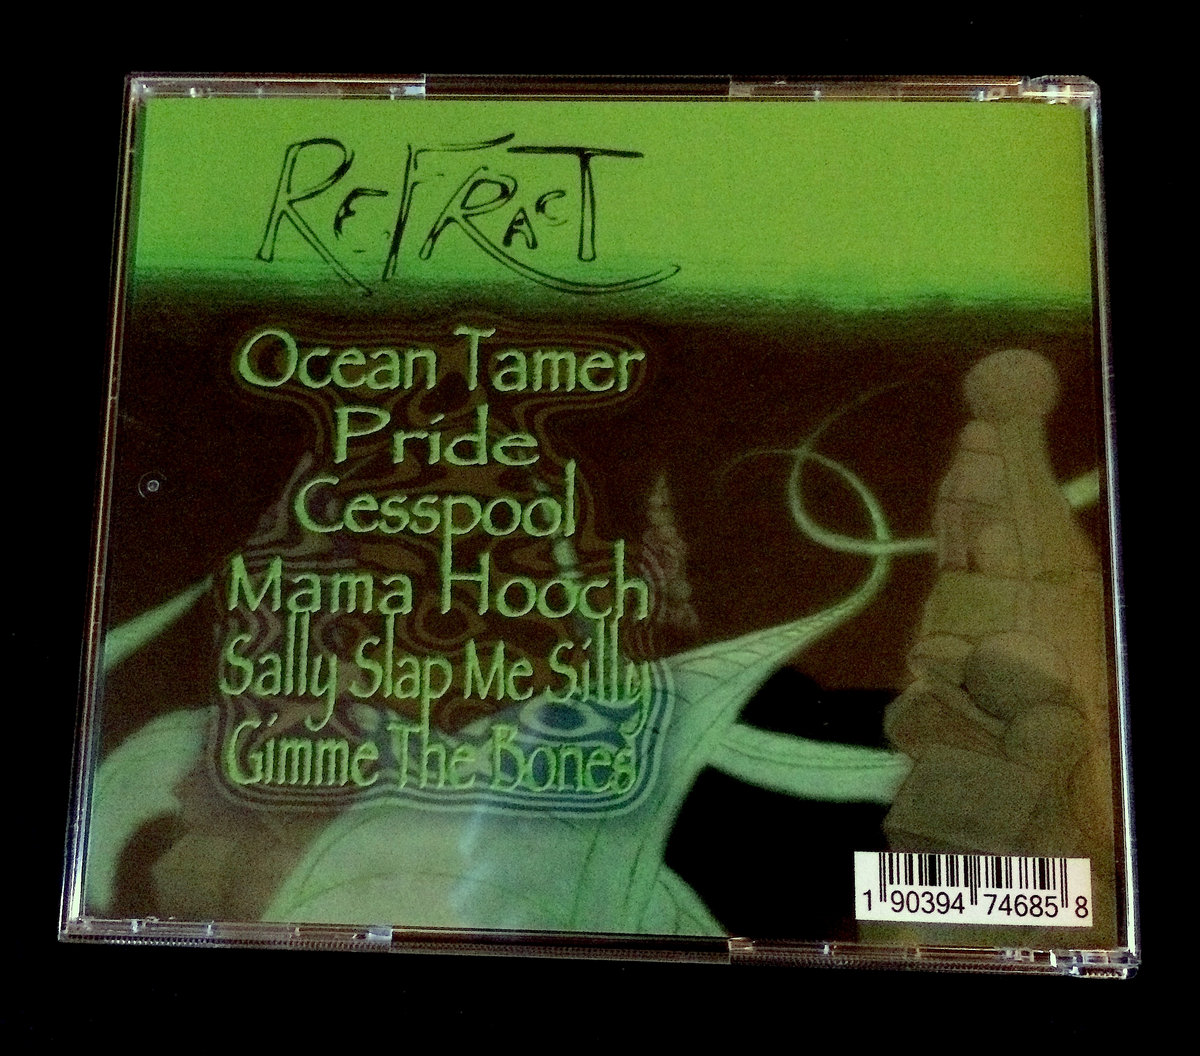 ReFRacT
Ocean Tamer
Pride
Cesspool
Mama Hooch
Sally Slap Me Silly
Gimme The Bones
1 90394 74685 8